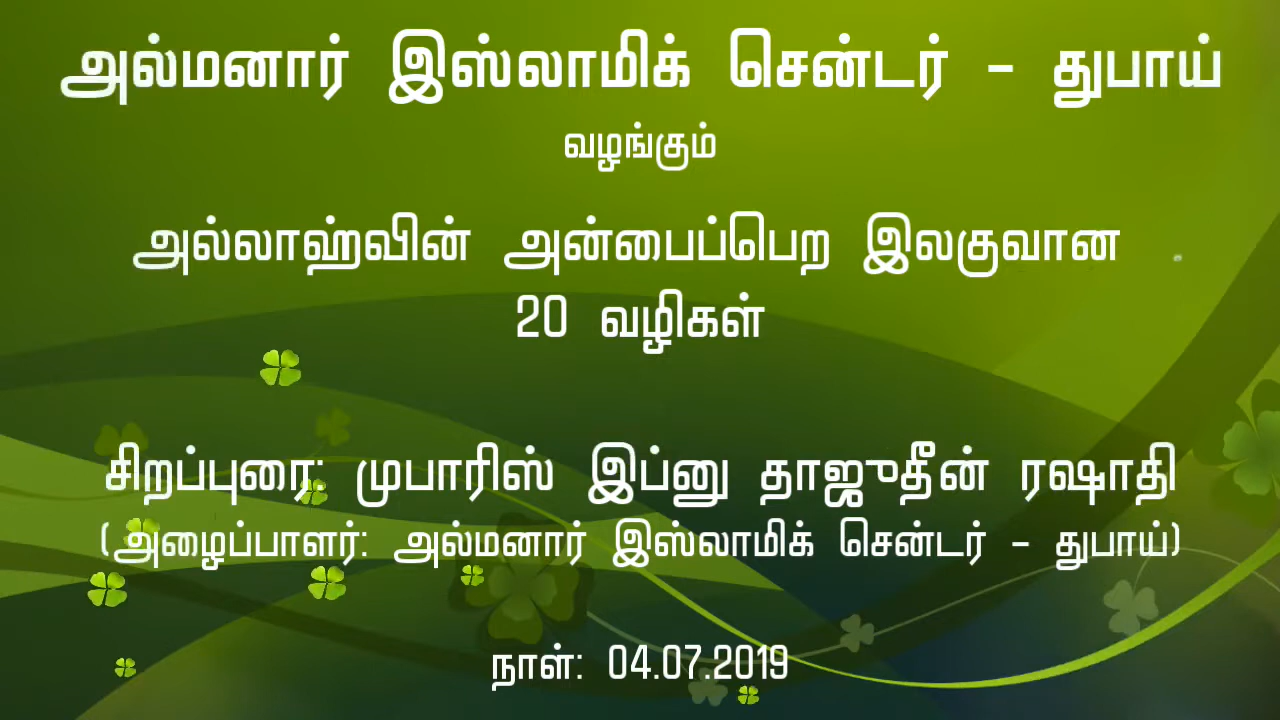 அல்மனார் இஸ்லாமிக் சென்டர் - துபாய்
வழங்கும்
அல்லாஹ்வின் அன்பைப்பெற இலகுவான
20 வழிகள்
சிறப்புரை: முபாரிஸ் இப்னு தாஜுதீன் ரஷாதி
(அழைப்பாளர்: அல்மனார் இஸ்லாமிக் சென்டர் - துபாய்)
நாள்: 04.07.2019